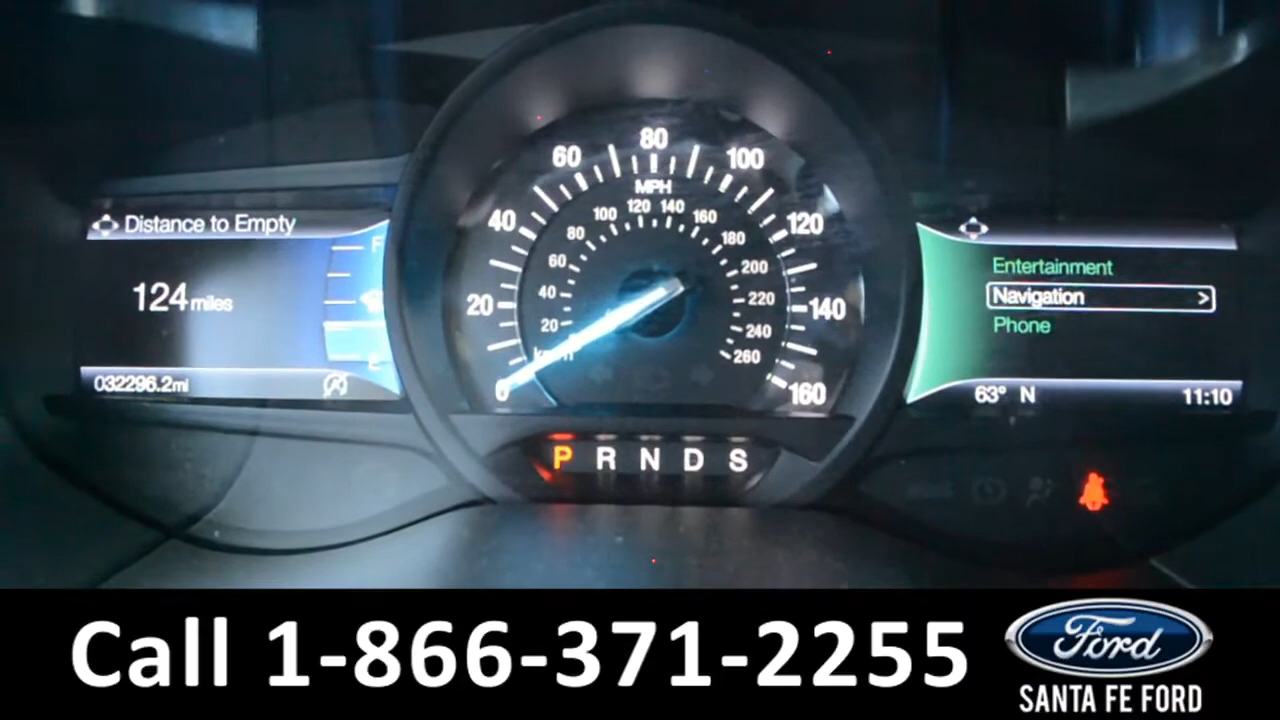 Distance to Empty
124 miles
F
E
032296.2mi
0 20 40 60 80 100 120 140 160
MPH
20 40 60 80 100 120 140 160 180 200 220 240 260
km/h
P R N D S
Entertainment
Navigation >
Phone
63° N 11:10
Call 1-866-371-2255
Ford
SANTA FE FORD